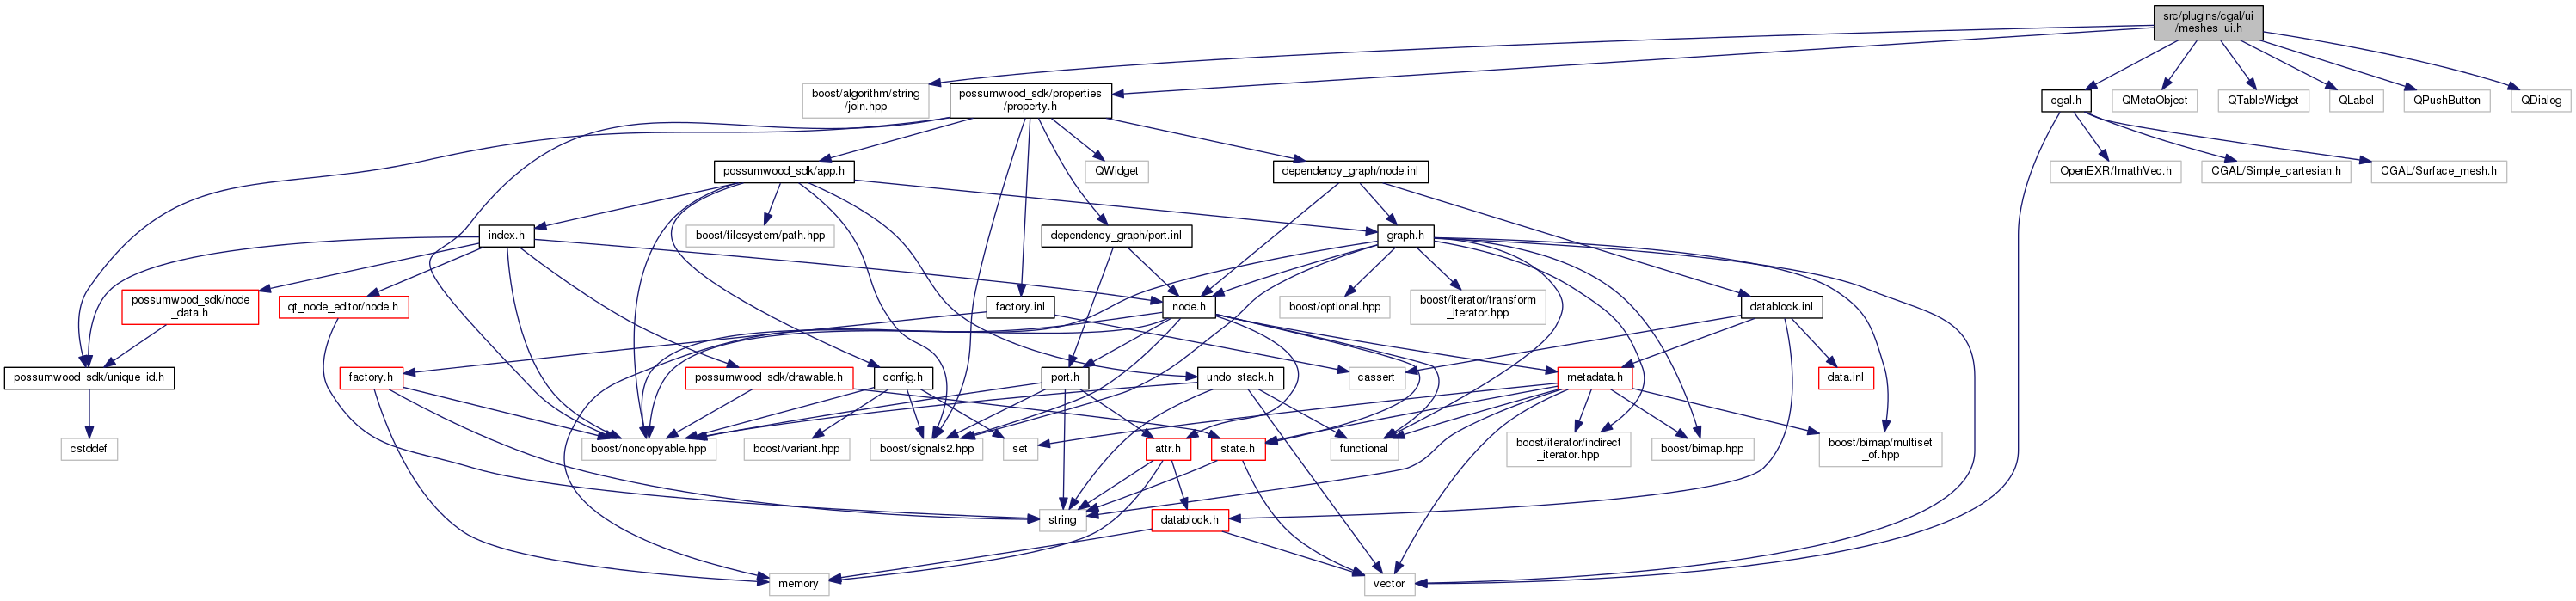 src/plugins/cgal/ui
/meshes_ui.h
boost/algorithm/string
/join.hpp
possumwood_sdk/properties
/property.h
cgal.h
QMetaObject
QTableWidget
QLabel
QPushButton
QDialog
possumwood_sdk/app.h
QWidget
dependency_graph/node.inl
OpenEXR/ImathVec.h
CGAL/Simple_cartesian.h
CGAL/Surface_mesh.h
index.h
boost/filesystem/path.hpp
dependency_graph/port.inl
graph.h
possumwood_sdk/node
_data.h
qt_node_editor/node.h
factory.inl
node.h
boost/optional.hpp
boost/iterator/transform
_iterator.hpp
datablock.inl
possumwood_sdk/unique_id.h
factory.h
possumwood_sdk/drawable.h
config.h
port.h
undo_stack.h
cassert
metadata.h
data.inl
cstddef
boost/noncopyable.hpp
boost/variant.hpp
boost/signals2.hpp
set
attr.h
state.h
functional
boost/iterator/indirect
_iterator.hpp
boost/bimap.hpp
boost/bimap/multiset
_of.hpp
string
datablock.h
memory
vector